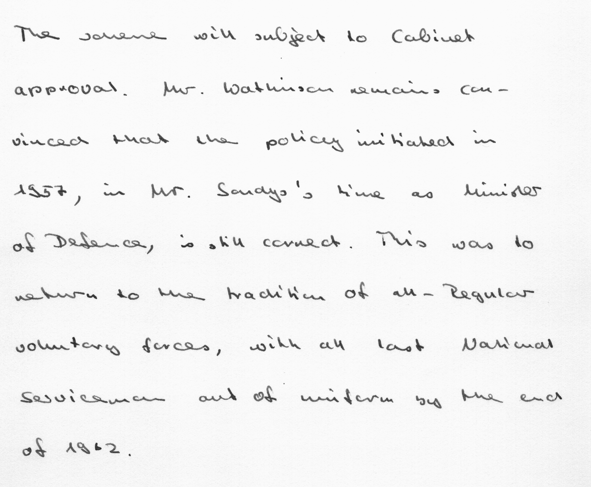 The scheme will subject to Cabinet
approval. Mr. Watkinson remains con-
vinced that the policy initiated in
1957, in Mr. Sandys's time as Minister
of Defence, is still correct. This was to
return to the tradition of all-Regular
voluntary forces, with all last National
Serviceman out of uniform by the end
of 1962.